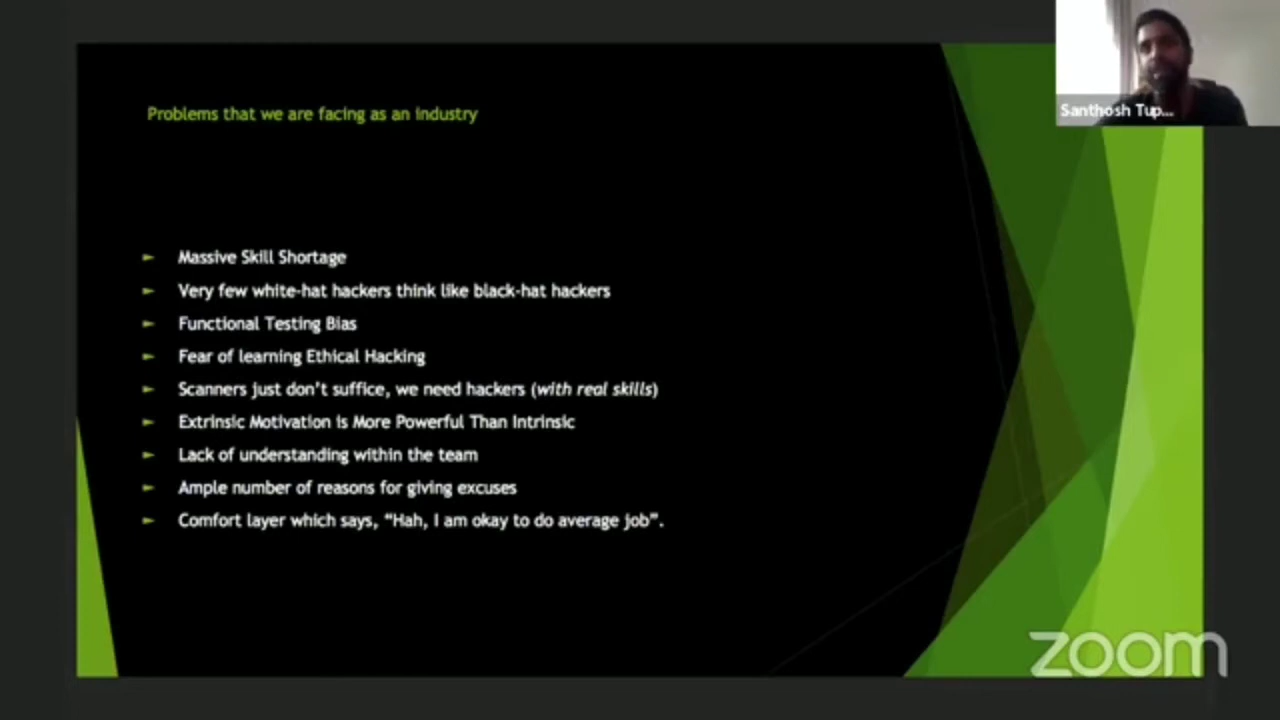 Santhosh Tup...
Problems that we are facing as an industry
Massive Skill Shortage
Very few white-hat hackers think like black-hat hackers
Functional Testing Bias
Fear of learning Ethical Hacking
Scanners just don’t suffice, we need hackers (with real skills)
Extrinsic Motivation is More Powerful Than Intrinsic
Lack of understanding within the team
Ample number of reasons for giving excuses
Comfort layer which says, “Hah, I am okay to do average job”.
zoom